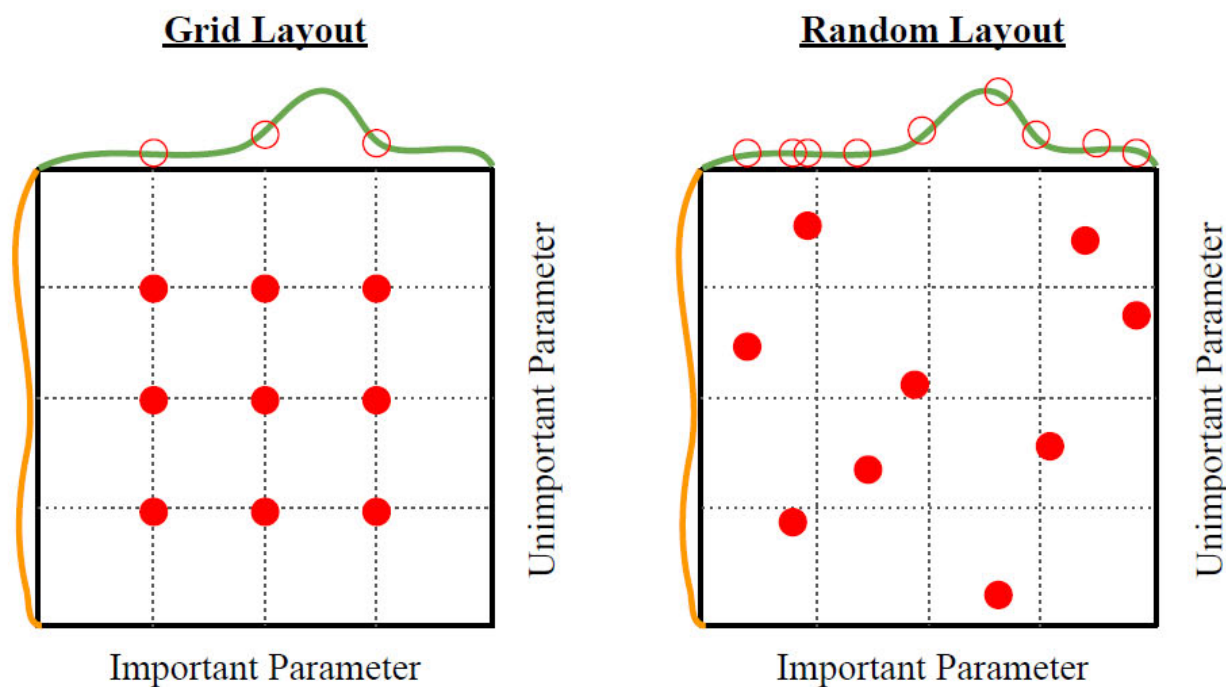 Grid Layout
Random Layout
Unimportant Parameter
Unimportant Parameter
Important Parameter
Important Parameter